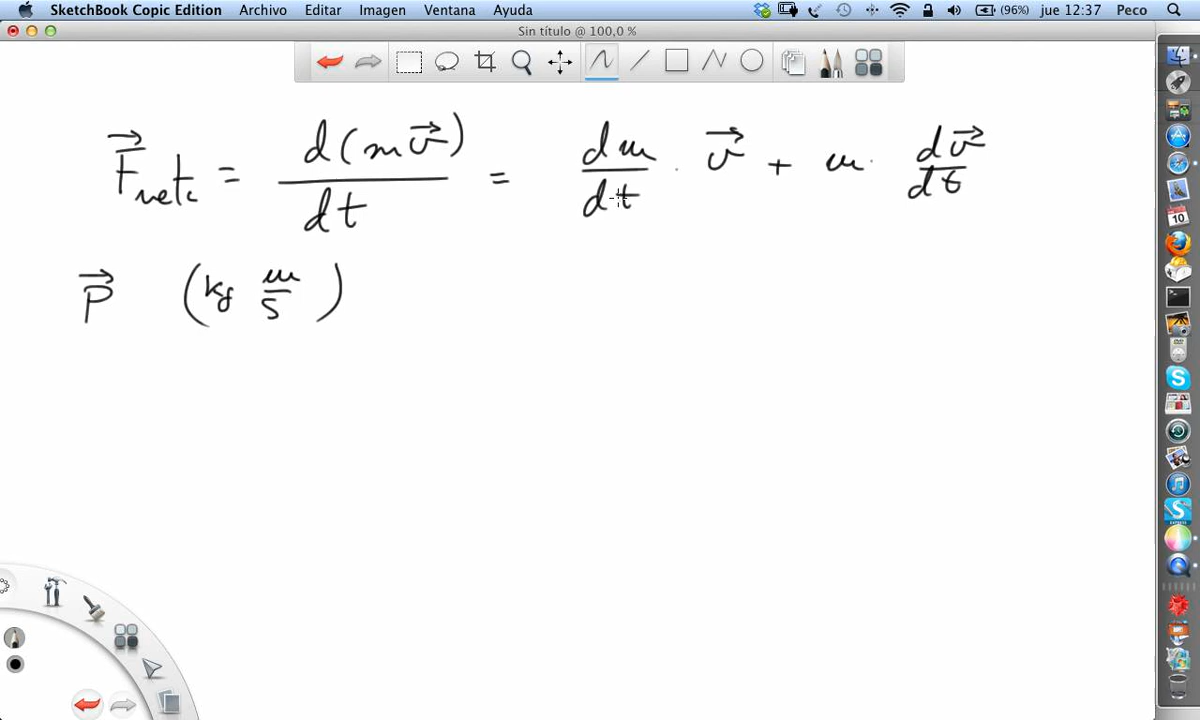 SketchBook Copic Edition Archivo Editar Imagen Ventana Ayuda (96%) jue 12:37 Peco
Sin título @ 100,0 %
F⃗neta = d(mv⃗)/dt = dm/dt · v⃗ + m · dv⃗/dt
P⃗ (kg m/s)